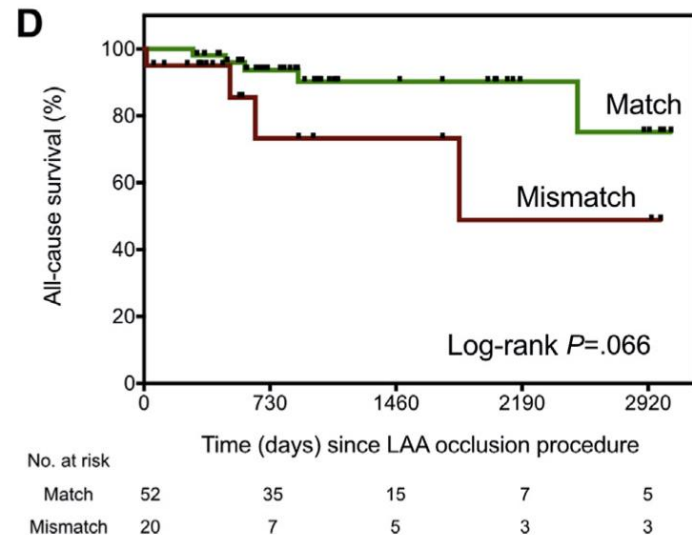 D
100
80
60
40
20
0
All-cause survival (%)
Match
Mismatch
Log-rank P=.066
0 730 1460 2190 2920
Time (days) since LAA occlusion procedure
No. at risk
Match 52 35 15 7 5
Mismatch 20 7 5 3 3